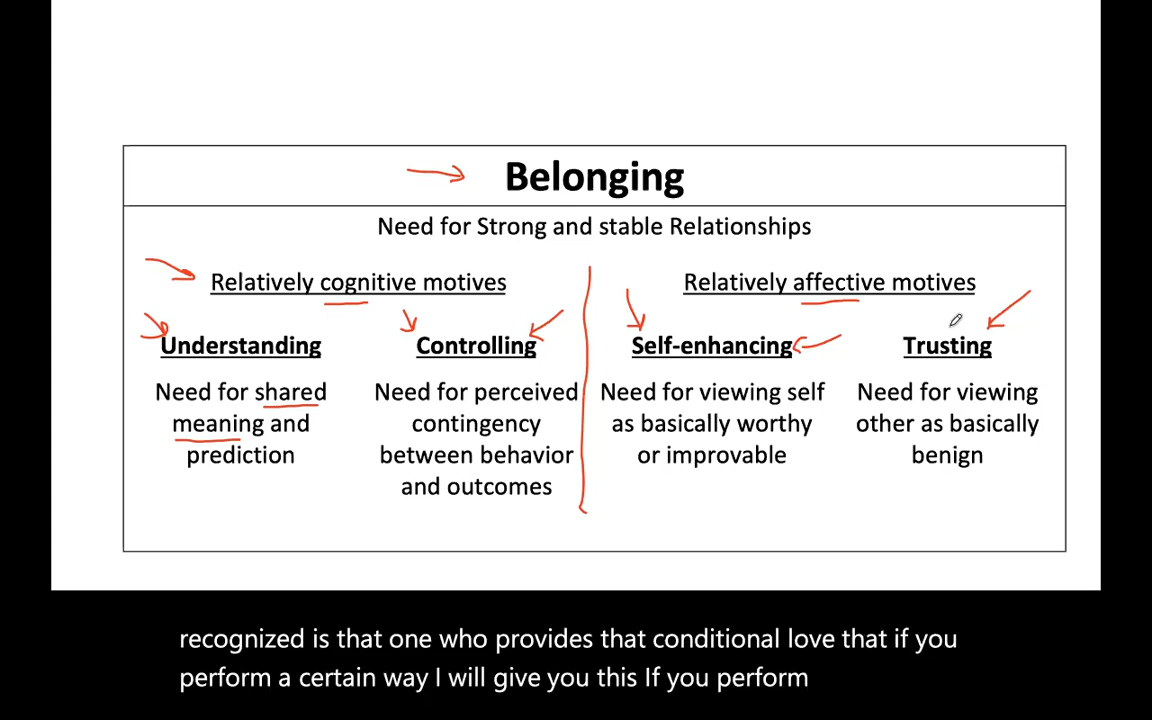 Belonging
Need for Strong and stable Relationships
Relatively cognitive motives
Relatively affective motives
Understanding
Need for shared
meaning and
prediction
Controlling
Need for perceived
contingency
between behavior
and outcomes
Self-enhancing
Need for viewing self
as basically worthy
or improvable
Trusting
Need for viewing
other as basically
benign
recognized is that one who provides that conditional love that if you
perform a certain way I will give you this If you perform